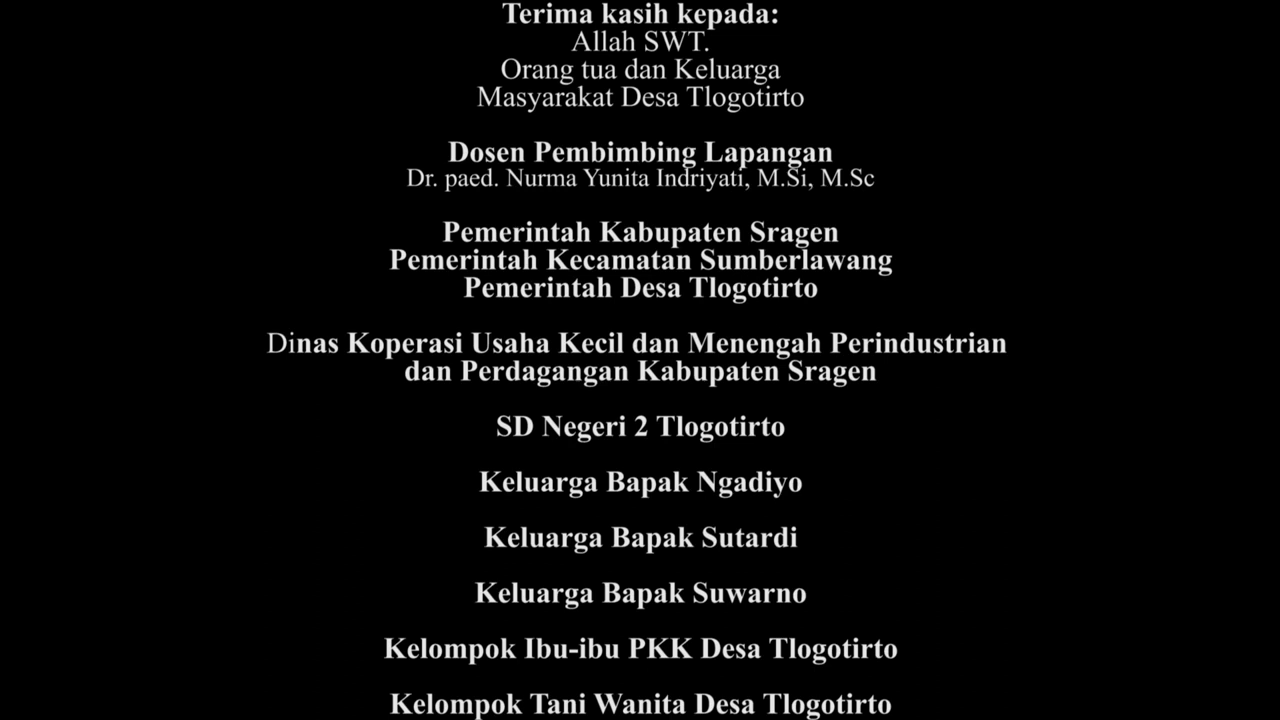 Terima kasih kepada:
Allah SWT.
Orang tua dan Keluarga
Masyarakat Desa Tlogotirto
Dosen Pembimbing Lapangan
Dr. paed. Nurma Yunita Indriyati, M.Si, M.Sc
Pemerintah Kabupaten Sragen
Pemerintah Kecamatan Sumberlawang
Pemerintah Desa Tlogotirto
Dinas Koperasi Usaha Kecil dan Menengah Perindustrian
dan Perdagangan Kabupaten Sragen
SD Negeri 2 Tlogotirto
Keluarga Bapak Ngadiyo
Keluarga Bapak Sutardi
Keluarga Bapak Suwarno
Kelompok Ibu-ibu PKK Desa Tlogotirto
Kelompok Tani Wanita Desa Tlogotirto